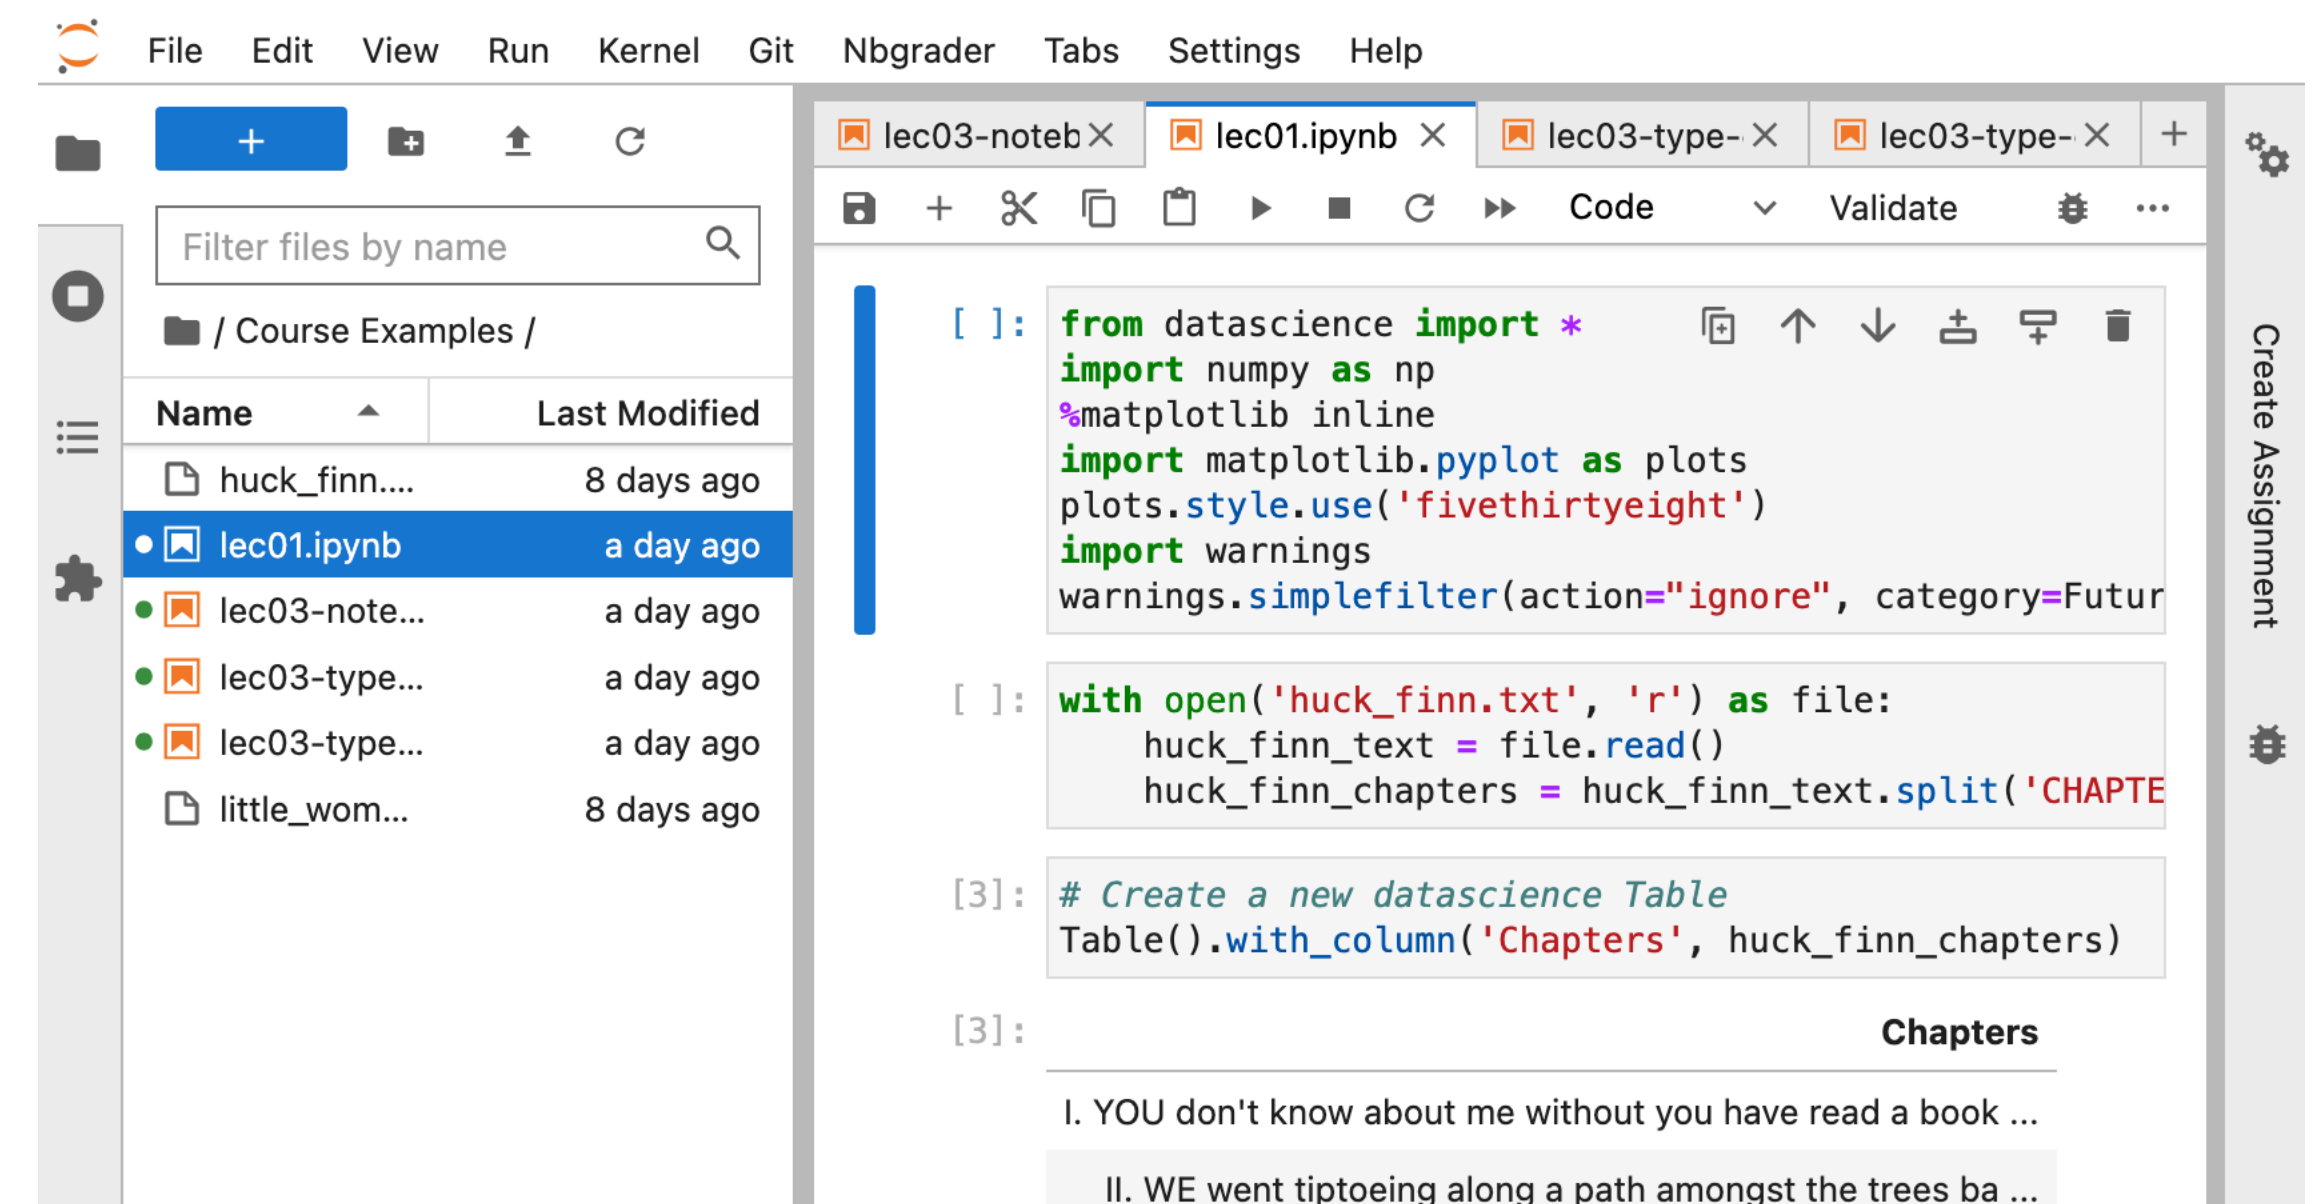 File Edit View Run Kernel Git Nbgrader Tabs Settings Help
+
Filter files by name
/ Course Examples /
Name Last Modified
huck_finn.... 8 days ago
lec01.ipynb a day ago
lec03-note... a day ago
lec03-type... a day ago
lec03-type... a day ago
little_wom... 8 days ago
lec03-noteb lec01.ipynb lec03-type- lec03-type- +
Code Validate ...
[ ]: from datascience import *
import numpy as np
%matplotlib inline
import matplotlib.pyplot as plots
plots.style.use('fivethirtyeight')
import warnings
warnings.simplefilter(action="ignore", category=Futur
[ ]: with open('huck_finn.txt', 'r') as file:
huck_finn_text = file.read()
huck_finn_chapters = huck_finn_text.split('CHAPTE
[3]: # Create a new datascience Table
Table().with_column('Chapters', huck_finn_chapters)
[3]: Chapters
I. YOU don't know about me without you have read a book ...
II. WE went tiptoeing along a path amongst the trees ba ...
Create Assignment